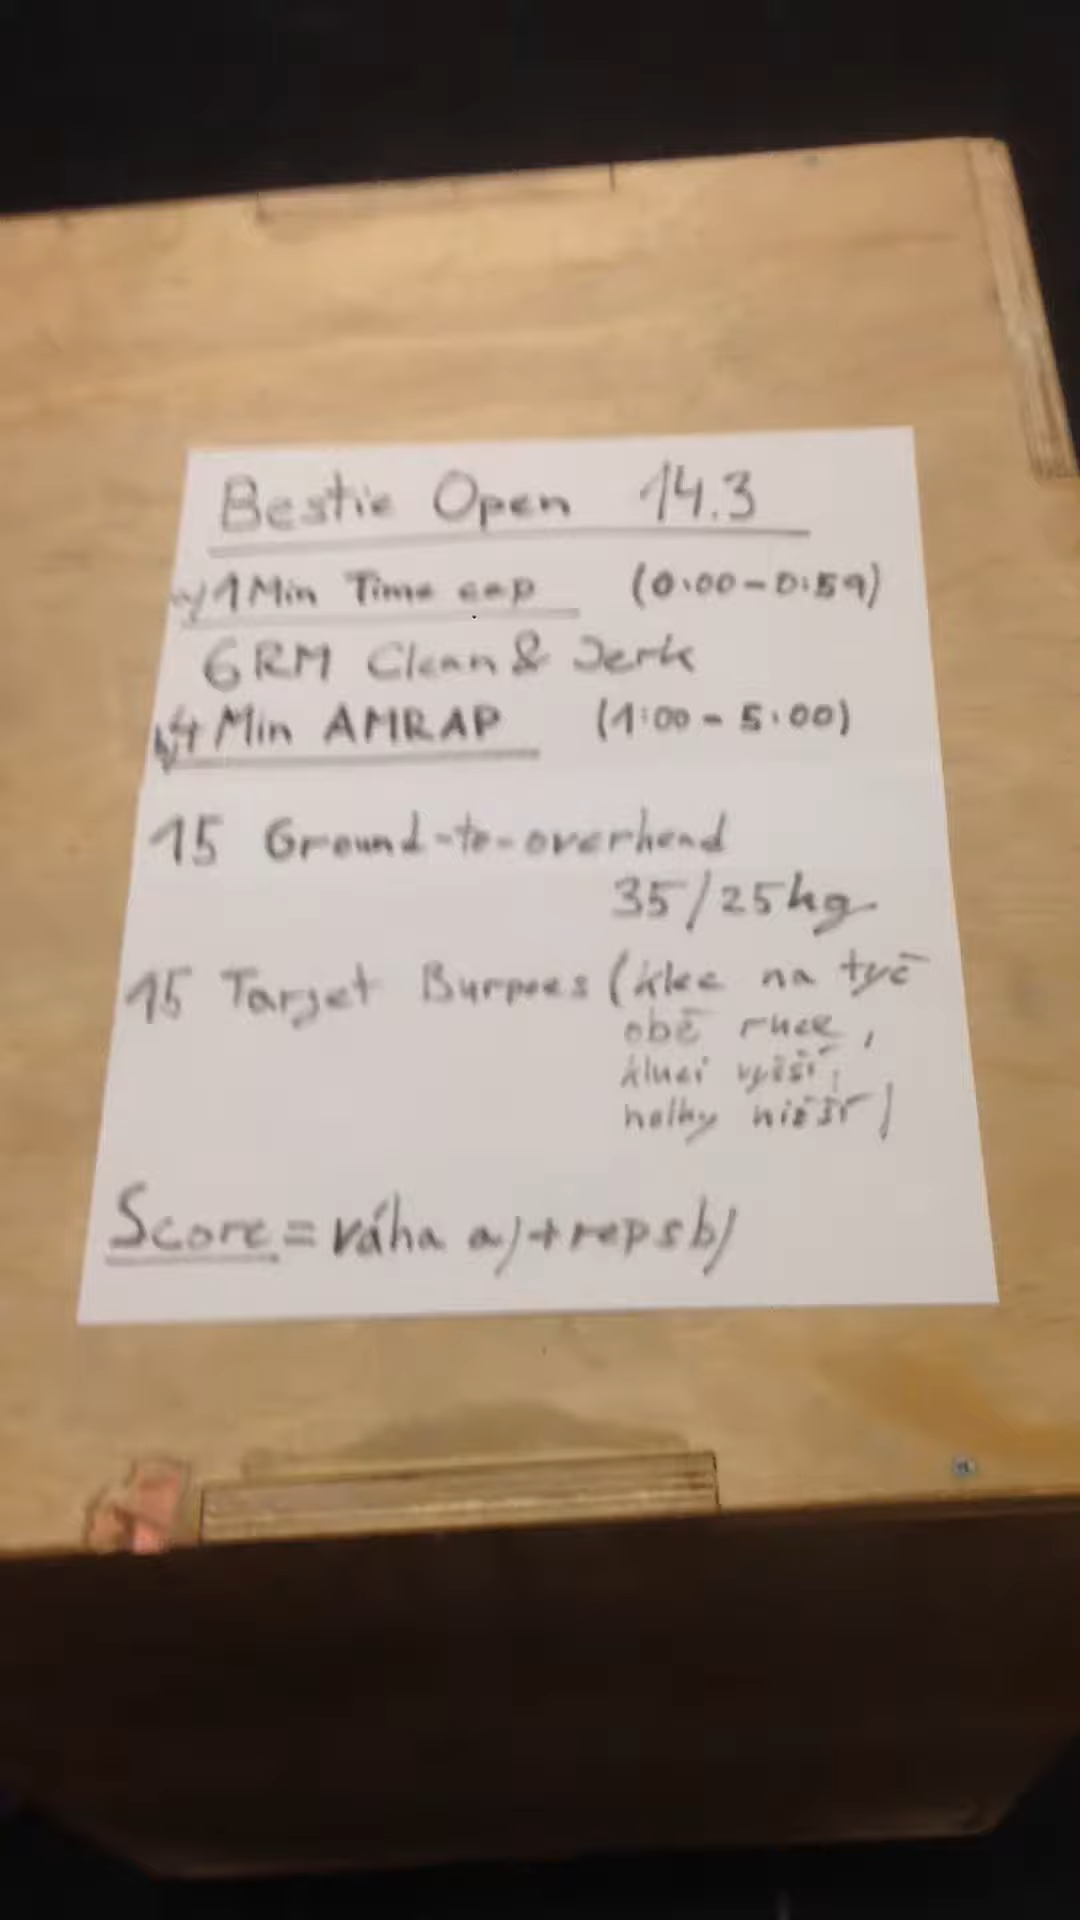 Bestie Open 14.3
a) 1 Min Time cap (0:00 - 0:59)
6 RM Clean & Jerk
b) 4 Min AMRAP (1:00 - 5:00)
15 Ground-to-overhead
35/25kg
15 Target Burpees (klec na tyč
obě ruce,
kluci vyšší,
holky nižší)
Score = váha a) + reps b)